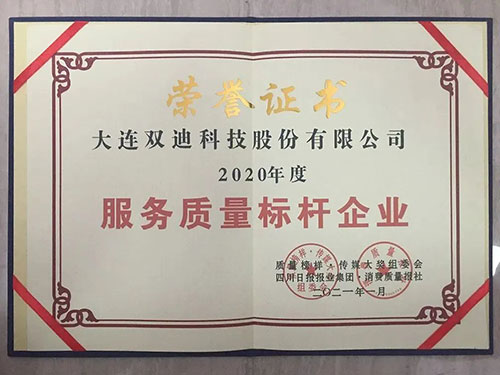 荣誉证书
大连双迪科技股份有限公司
2020年度
服务质量标杆企业
质量榜样·传媒大奖组委会
四川日报报业集团·消费质量报社
二〇二一年一月